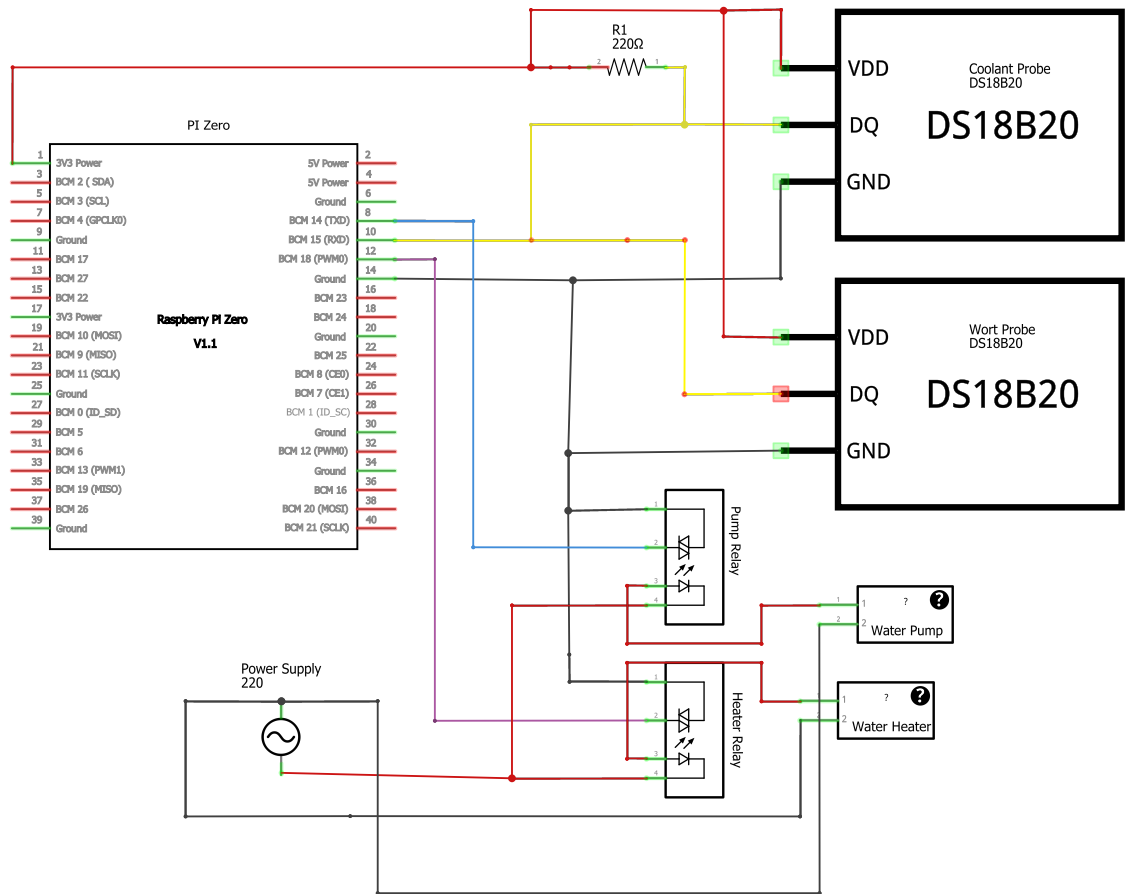 R1
220Ω
2
1
VDD
DQ
GND
Coolant Probe
DS18B20
DS18B20
PI Zero
1
3V3 Power
3
BCM 2 ( SDA)
5
BCM 3 (SCL)
7
BCM 4 (GPCLK0)
9
Ground
11
BCM 17
13
BCM 27
15
BCM 22
17
3V3 Power
19
BCM 10 (MOSI)
21
BCM 9 (MISO)
23
BCM 11 (SCLK)
25
Ground
27
BCM 0 (ID_SD)
29
BCM 5
31
BCM 6
33
BCM 13 (PWM1)
35
BCM 19 (MISO)
37
BCM 26
39
Ground
Raspberry PI Zero
V1.1
2
5V Power
4
5V Power
6
Ground
8
BCM 14 (TXD)
10
BCM 15 (RXD)
12
BCM 18 (PWM0)
14
Ground
16
BCM 23
18
BCM 24
20
Ground
22
BCM 25
24
BCM 8 (CE0)
26
BCM 7 (CE1)
28
BCM 1 (ID_SC)
30
Ground
32
BCM 12 (PWM0)
34
Ground
36
BCM 16
38
BCM 20 (MOSI)
40
BCM 21 (SCLK)
VDD
DQ
GND
Wort Probe
DS18B20
DS18B20
1
2
3
4
Pump Relay
1
1
?
?
2
2
Water Pump
Power Supply
220
1
2
3
4
Heater Relay
1
1
?
?
2
2
Water Heater